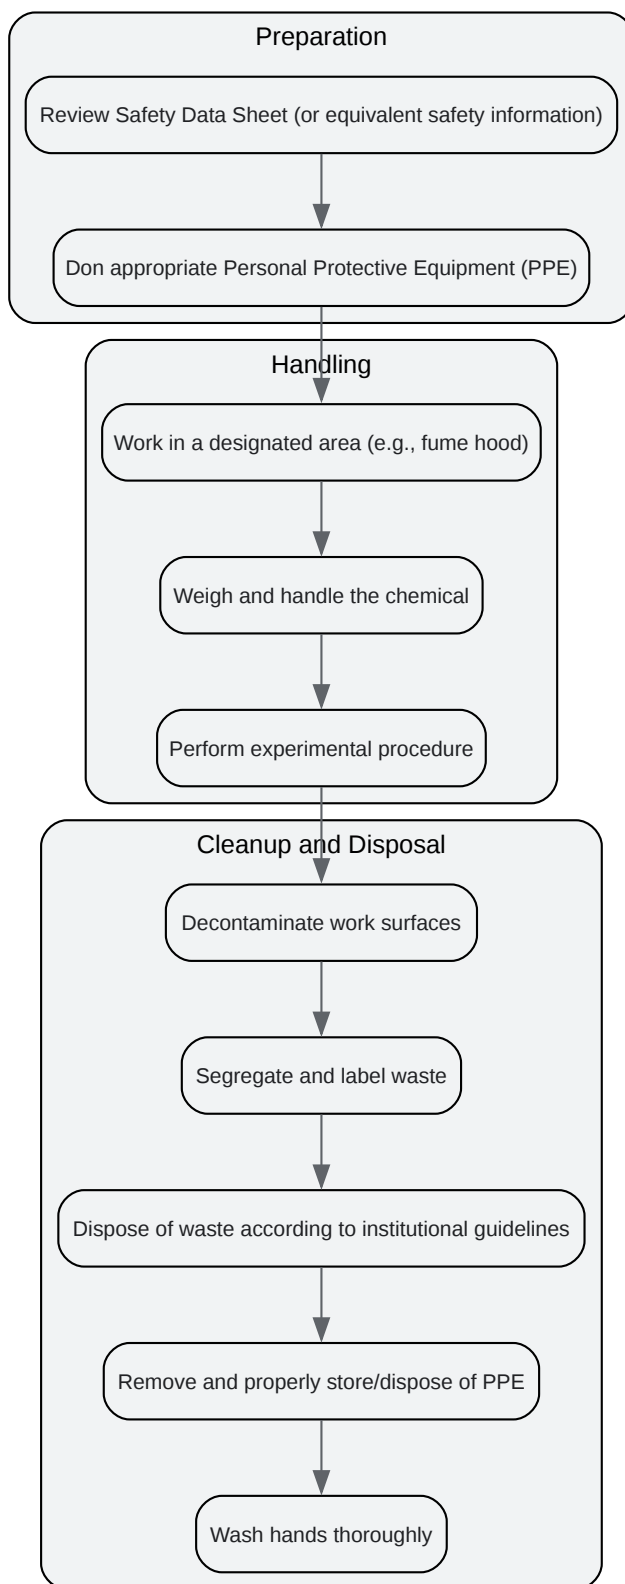 Preparation
Review Safety Data Sheet (or equivalent safety information)
Don appropriate Personal Protective Equipment (PPE)
Handling
Work in a designated area (e.g., fume hood)
Weigh and handle the chemical
Perform experimental procedure
Cleanup and Disposal
Decontaminate work surfaces
Segregate and label waste
Dispose of waste according to institutional guidelines
Remove and properly store/dispose of PPE
Wash hands thoroughly